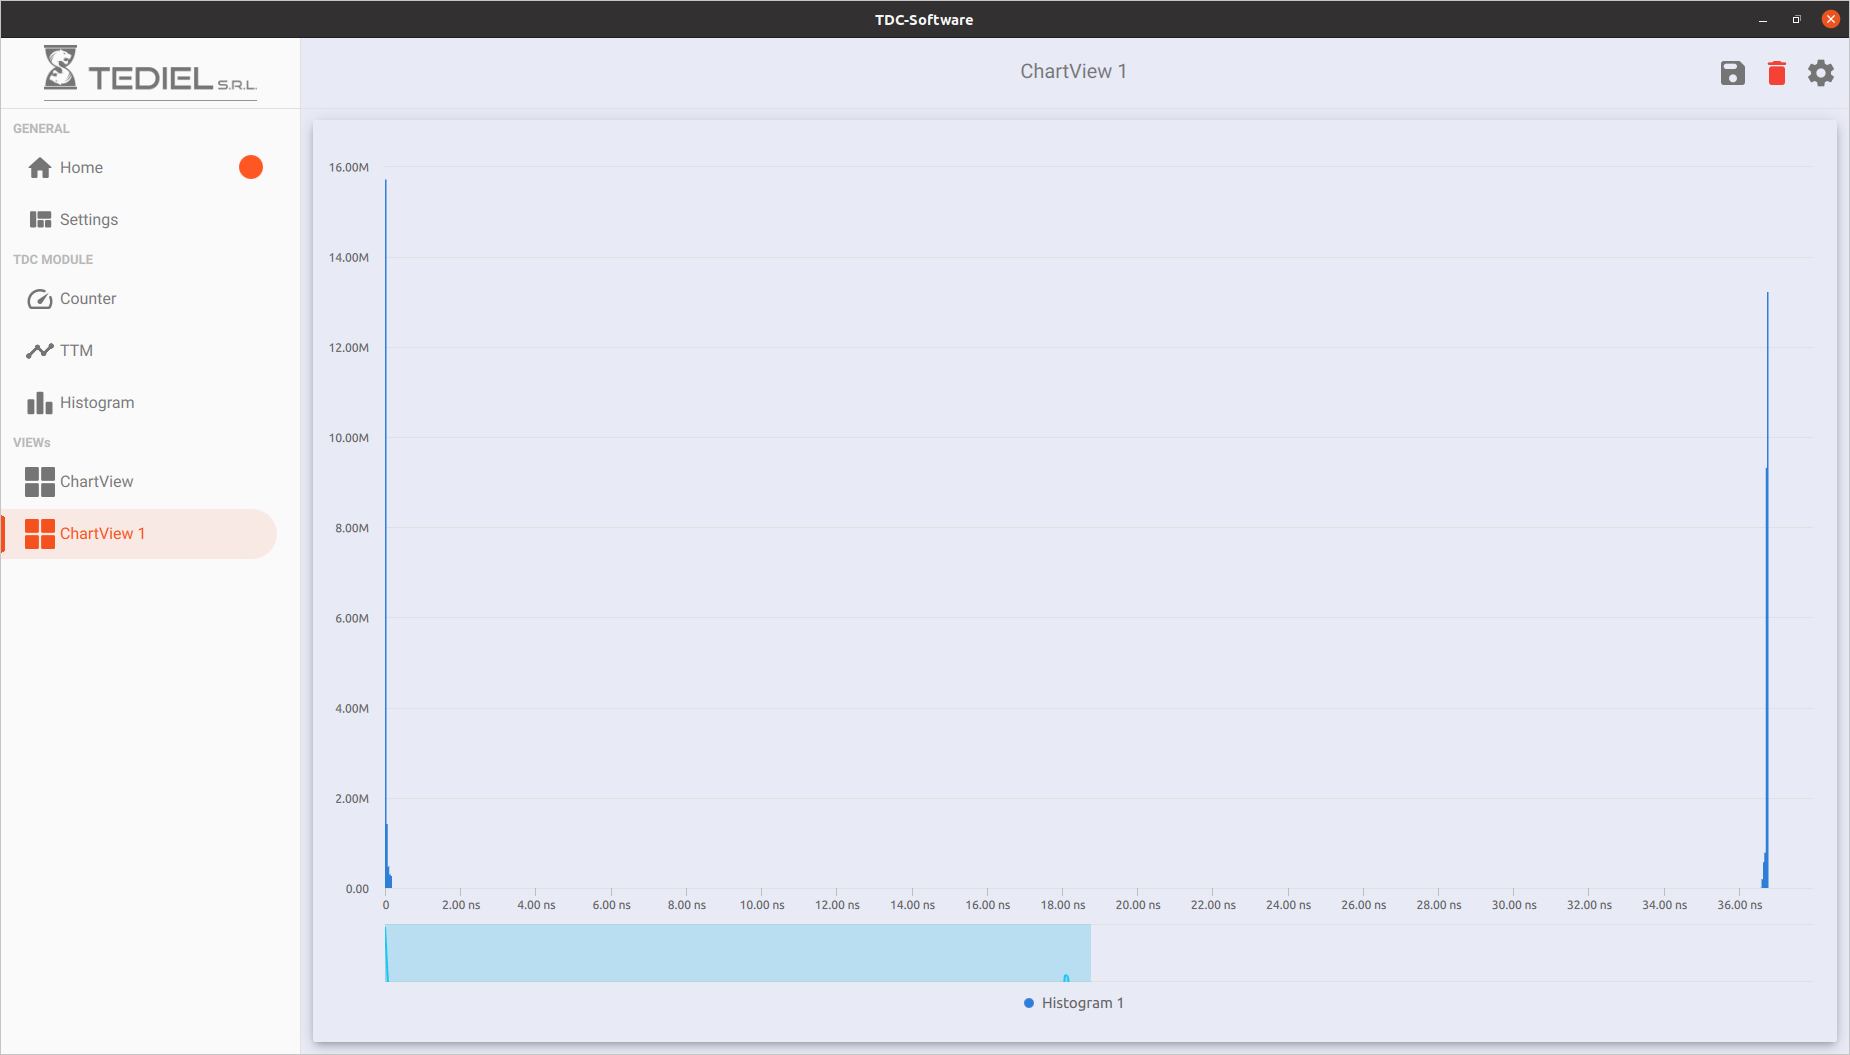 TDC-Software
TEDIEL S.R.L.
ChartView 1
GENERAL
Home
Settings
TDC MODULE
Counter
TTM
Histogram
VIEWs
ChartView
ChartView 1
16.00M
14.00M
12.00M
10.00M
8.00M
6.00M
4.00M
2.00M
0.00
0 2.00 ns 4.00 ns 6.00 ns 8.00 ns 10.00 ns 12.00 ns 14.00 ns 16.00 ns 18.00 ns 20.00 ns 22.00 ns 24.00 ns 26.00 ns 28.00 ns 30.00 ns 32.00 ns 34.00 ns 36.00 ns
Histogram 1